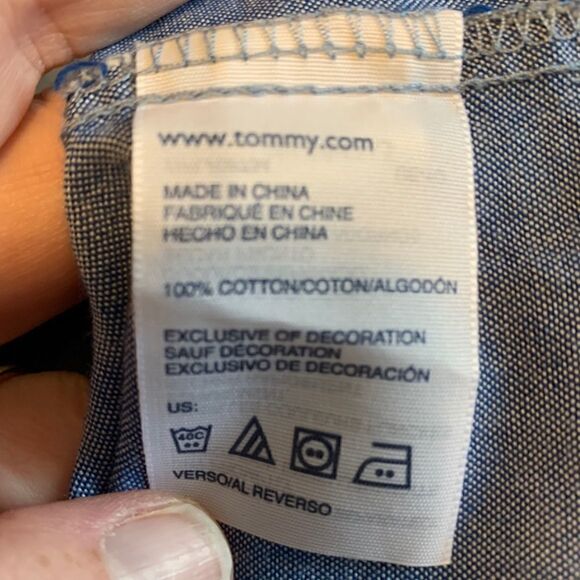 www.tommy.com
MADE IN CHINA
FABRIQUÉ EN CHINE
HECHO EN CHINA
100% COTTON/COTON/ALGODÓN
EXCLUSIVE OF DECORATION
SAUF DÉCORATION
EXCLUSIVO DE DECORACIÓN
US:
40C
VERSO/AL REVERSO